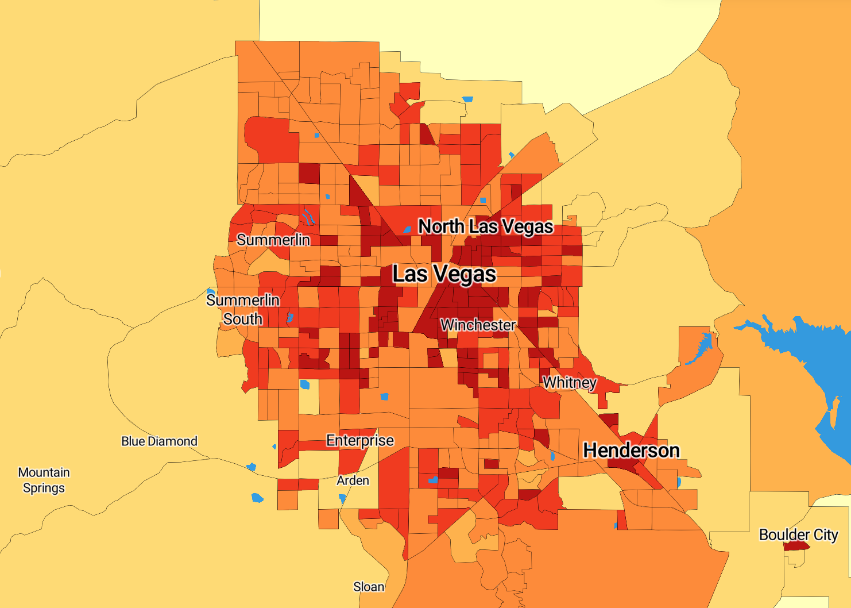 North Las Vegas
Summerlin
Las Vegas
Summerlin
South
Winchester
Whitney
Blue Diamond
Enterprise
Henderson
Mountain
Springs
Arden
Boulder City
Sloan